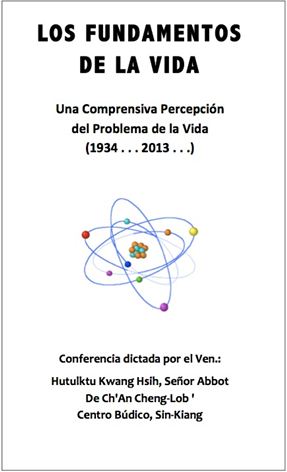 LOS FUNDAMENTOS
DE LA VIDA
Una Comprensiva Percepción
del Problema de la Vida
(1934 . . . 2013 . . .)
Conferencia dictada por el Ven.:
Hutulktu Kwang Hsih, Señor Abbot
De Ch'An Cheng-Lob '
Centro Búdico, Sin-Kiang